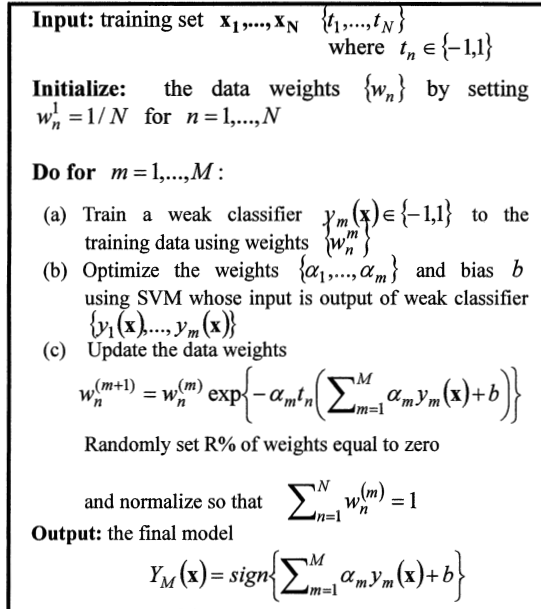 Input: training set x₁,...,x_N {t₁,...,t_N}
where tₙ ∈ {-1,1}
Initialize: the data weights {wₙ} by setting
wₙ¹ = 1/N for n = 1,...,N
Do for m = 1,...,M :
(a) Train a weak classifier yₘ(x) ∈ {-1,1} to the
training data using weights {wₙᵐ}
(b) Optimize the weights {α₁,...,αₘ} and bias b
using SVM whose input is output of weak classifier
{y₁(x),..., yₘ(x)}
(c) Update the data weights
wₙ^(m+1) = wₙ^(m) exp{-αₘtₙ(∑_{m=1}^{M} αₘyₘ(x)+b)}
Randomly set R% of weights equal to zero
and normalize so that ∑_{n=1}^{N} wₙ^(m) = 1
Output: the final model
Y_M(x) = sign{∑_{m=1}^{M} αₘyₘ(x)+b}